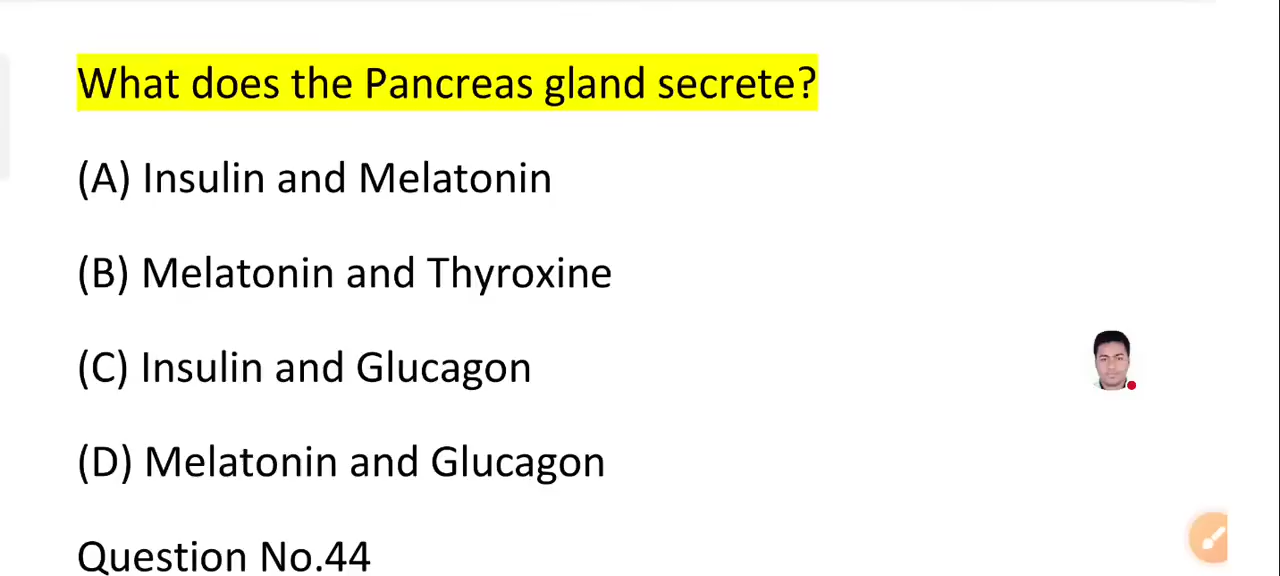 What does the Pancreas gland secrete?
(A) Insulin and Melatonin
(B) Melatonin and Thyroxine
(C) Insulin and Glucagon
(D) Melatonin and Glucagon
Question No.44